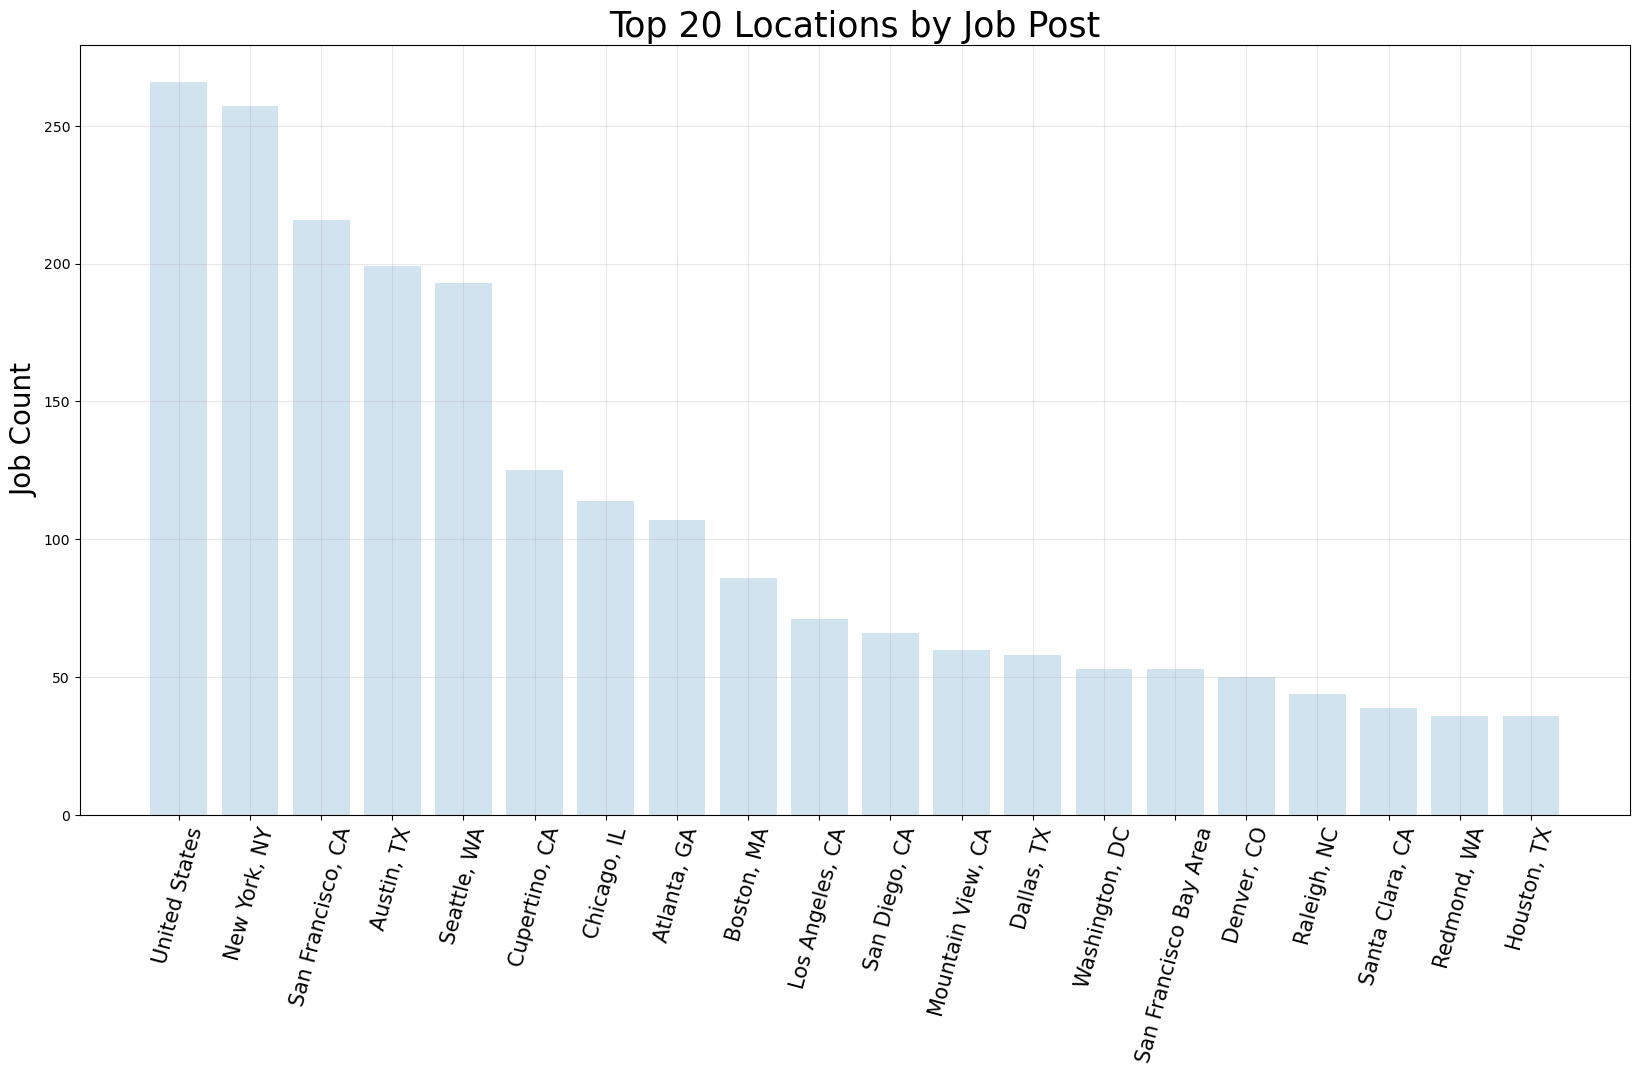 Top 20 Locations by Job Post
Job Count
250
200
150
100
50
0
United States
New York, NY
San Francisco, CA
Austin, TX
Seattle, WA
Cupertino, CA
Chicago, IL
Atlanta, GA
Boston, MA
Los Angeles, CA
San Diego, CA
Mountain View, CA
Dallas, TX
Washington, DC
San Francisco Bay Area
Denver, CO
Raleigh, NC
Santa Clara, CA
Redmond, WA
Houston, TX